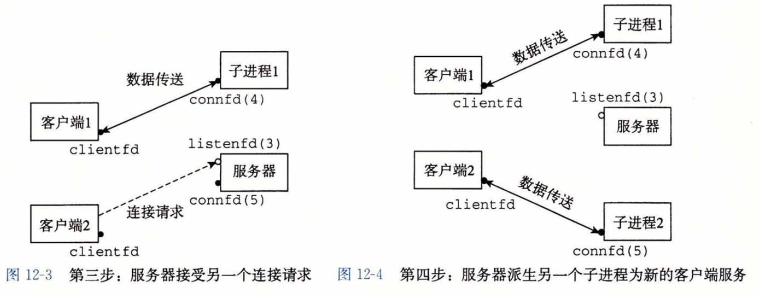 数据传送
子进程1
connfd(4)
客户端1
clientfd
listenfd(3)
服务器
connfd(5)
连接请求
客户端2
clientfd
图 12-3 第三步：服务器接受另一个连接请求
子进程1
数据传送
connfd(4)
客户端1
clientfd
listenfd(3)
服务器
客户端2
数据传送
clientfd
子进程2
connfd(5)
图 12-4 第四步：服务器派生另一个子进程为新的客户端服务